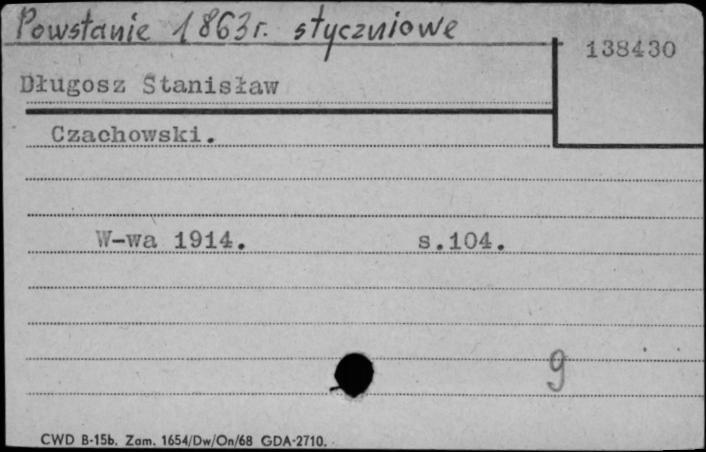 Powstanie 1863r. styczniowe
138430
Długosz Stanisław
Czachowski.
W-wa 1914. s.104.
9
CWD B-15b. Zam. 1654/Dw/On/68 GDA-2710.